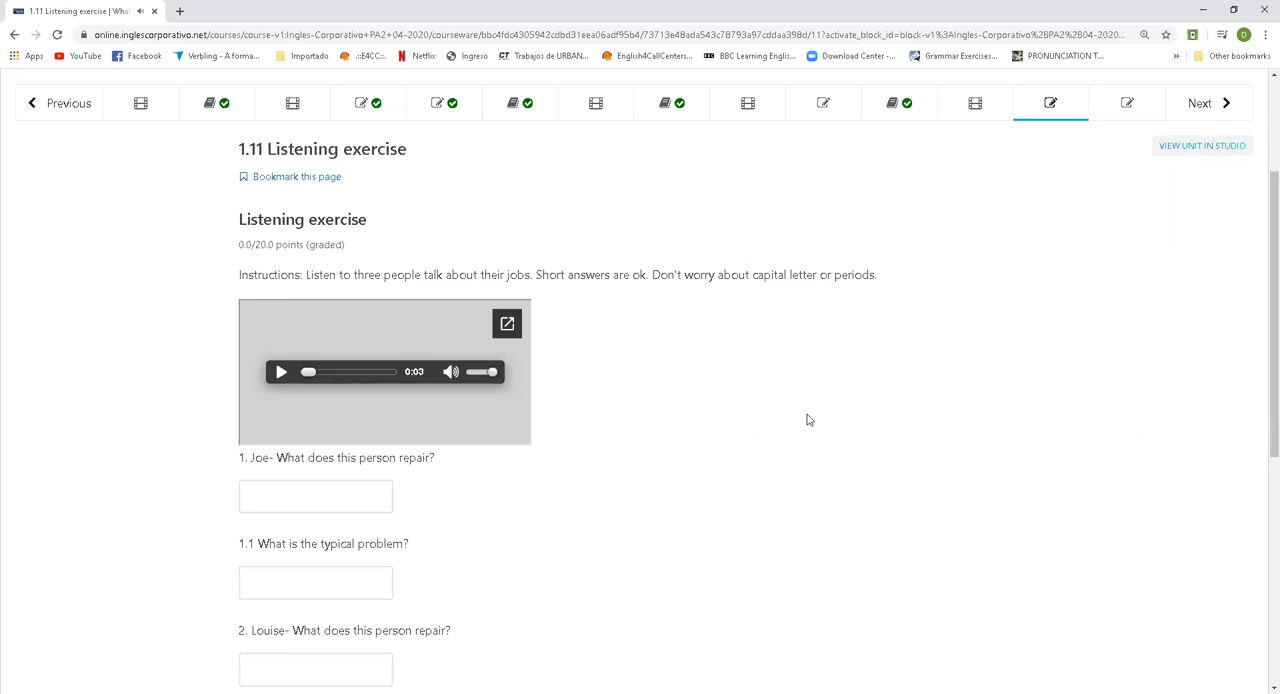 1.11 Listening exercise | What
online.inglescorporativo.net/courses/course-v1:Ingles-Corporativo+PA2+04-2020/courseware/bbc4fdc4305942cdbd31eea06adf95b4/73713e48ada543c78793a97cddaa398d/11?activate_block_id=block-v1%3AIngles-Corporativo%2BPA2%2B04-2020...
D
Apps YouTube Facebook Verbling - A forma... Importado .::E4CC::. Netflix Ingreso Trabajos de URBAN... English4CallCenters... BBC Learning Englis... Download Center -... Grammar Exercises... PRONUNCIATION T... » Other bookmarks
Previous Next
1.11 Listening exercise
VIEW UNIT IN STUDIO
Bookmark this page
Listening exercise
0.0/20.0 points (graded)
Instructions: Listen to three people talk about their jobs. Short answers are ok. Don't worry about capital letter or periods.
0:03
1. Joe- What does this person repair?
1.1 What is the typical problem?
2. Louise- What does this person repair?